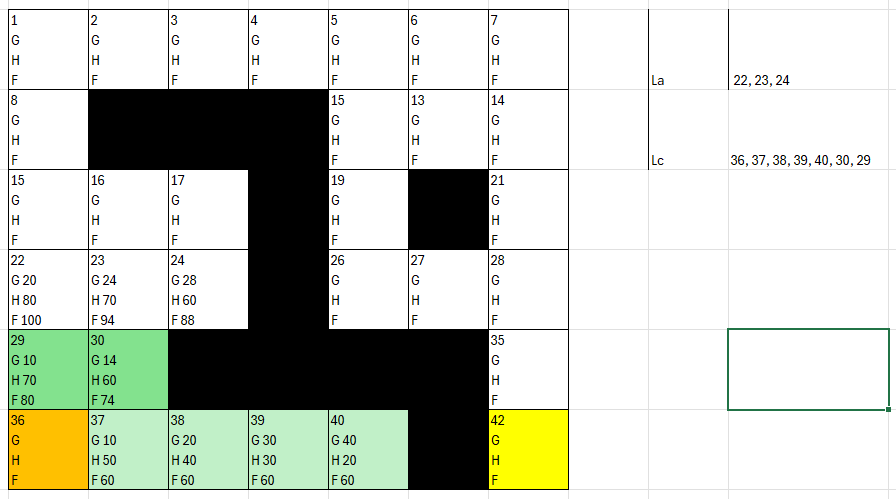 1 2 3 4 5 6 7
G G G G G G G
H H H H H H H
F F F F F F F La 22, 23, 24
8 15 13 14
G G G G
H H H H
F F F F Lc 36, 37, 38, 39, 40, 30, 29
15 16 17 19 21
G G G G G
H H H H H
F F F F F
22 23 24 26 27 28
G 20 G 24 G 28 G G G
H 80 H 70 H 60 H H H
F 100 F 94 F 88 F F F
29 30 35
G 10 G 14 G
H 70 H 60 H
F 80 F 74 F
36 37 38 39 40 42
G G 10 G 20 G 30 G 40 G
H H 50 H 40 H 30 H 20 H
F F 60 F 60 F 60 F 60 F